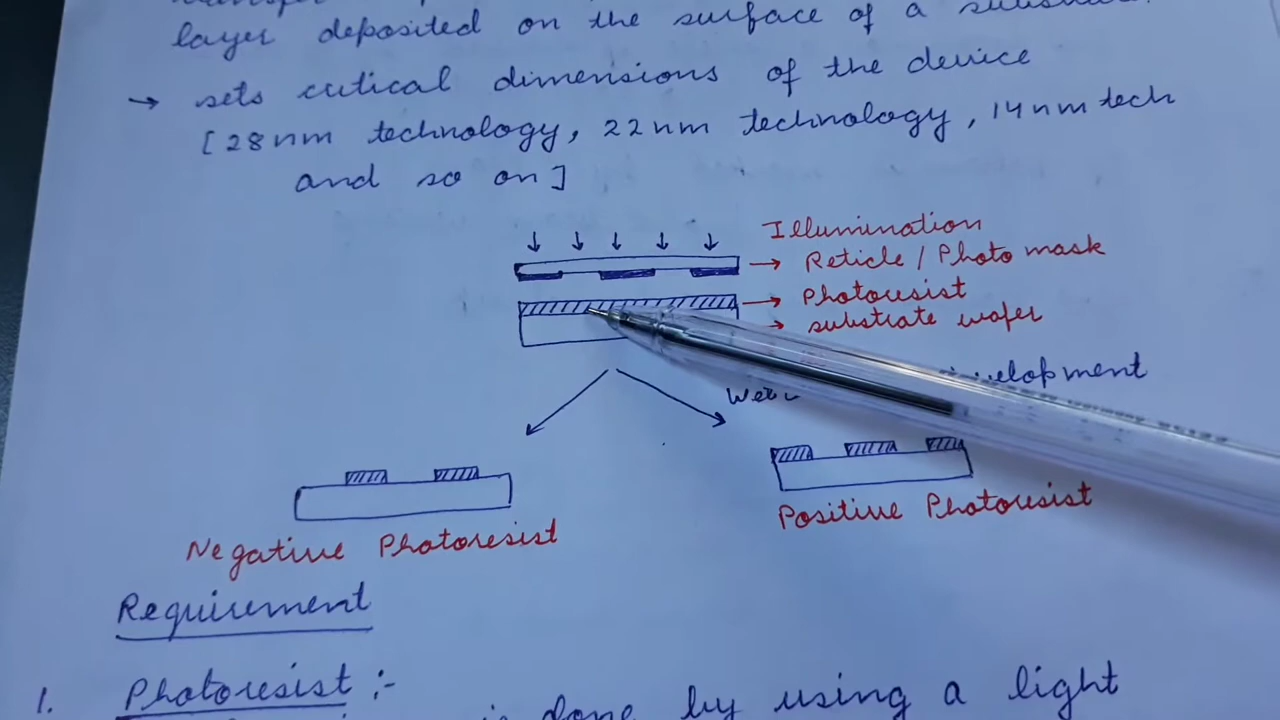 layer deposited on the surface of a
→ sets critical dimensions of the device
[28nm technology, 22nm technology, 14nm tech
and so on]
Illumination
→ Reticle / Photo mask
→ Photoresist
→ substrate wafer
Negative Photoresist
Positive Photoresist
Requirement
1. Photoresist :-
is done by using a light